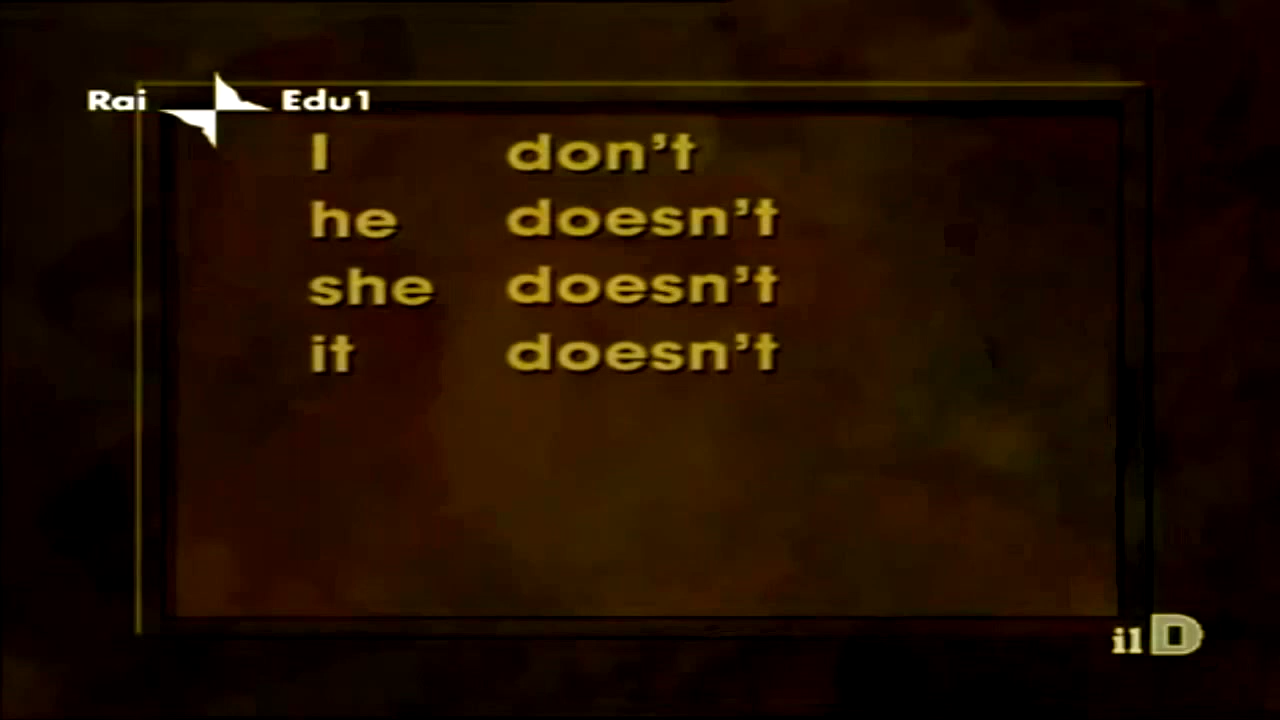 Rai Edu1
I don't
he doesn't
she doesn't
it doesn't
il D